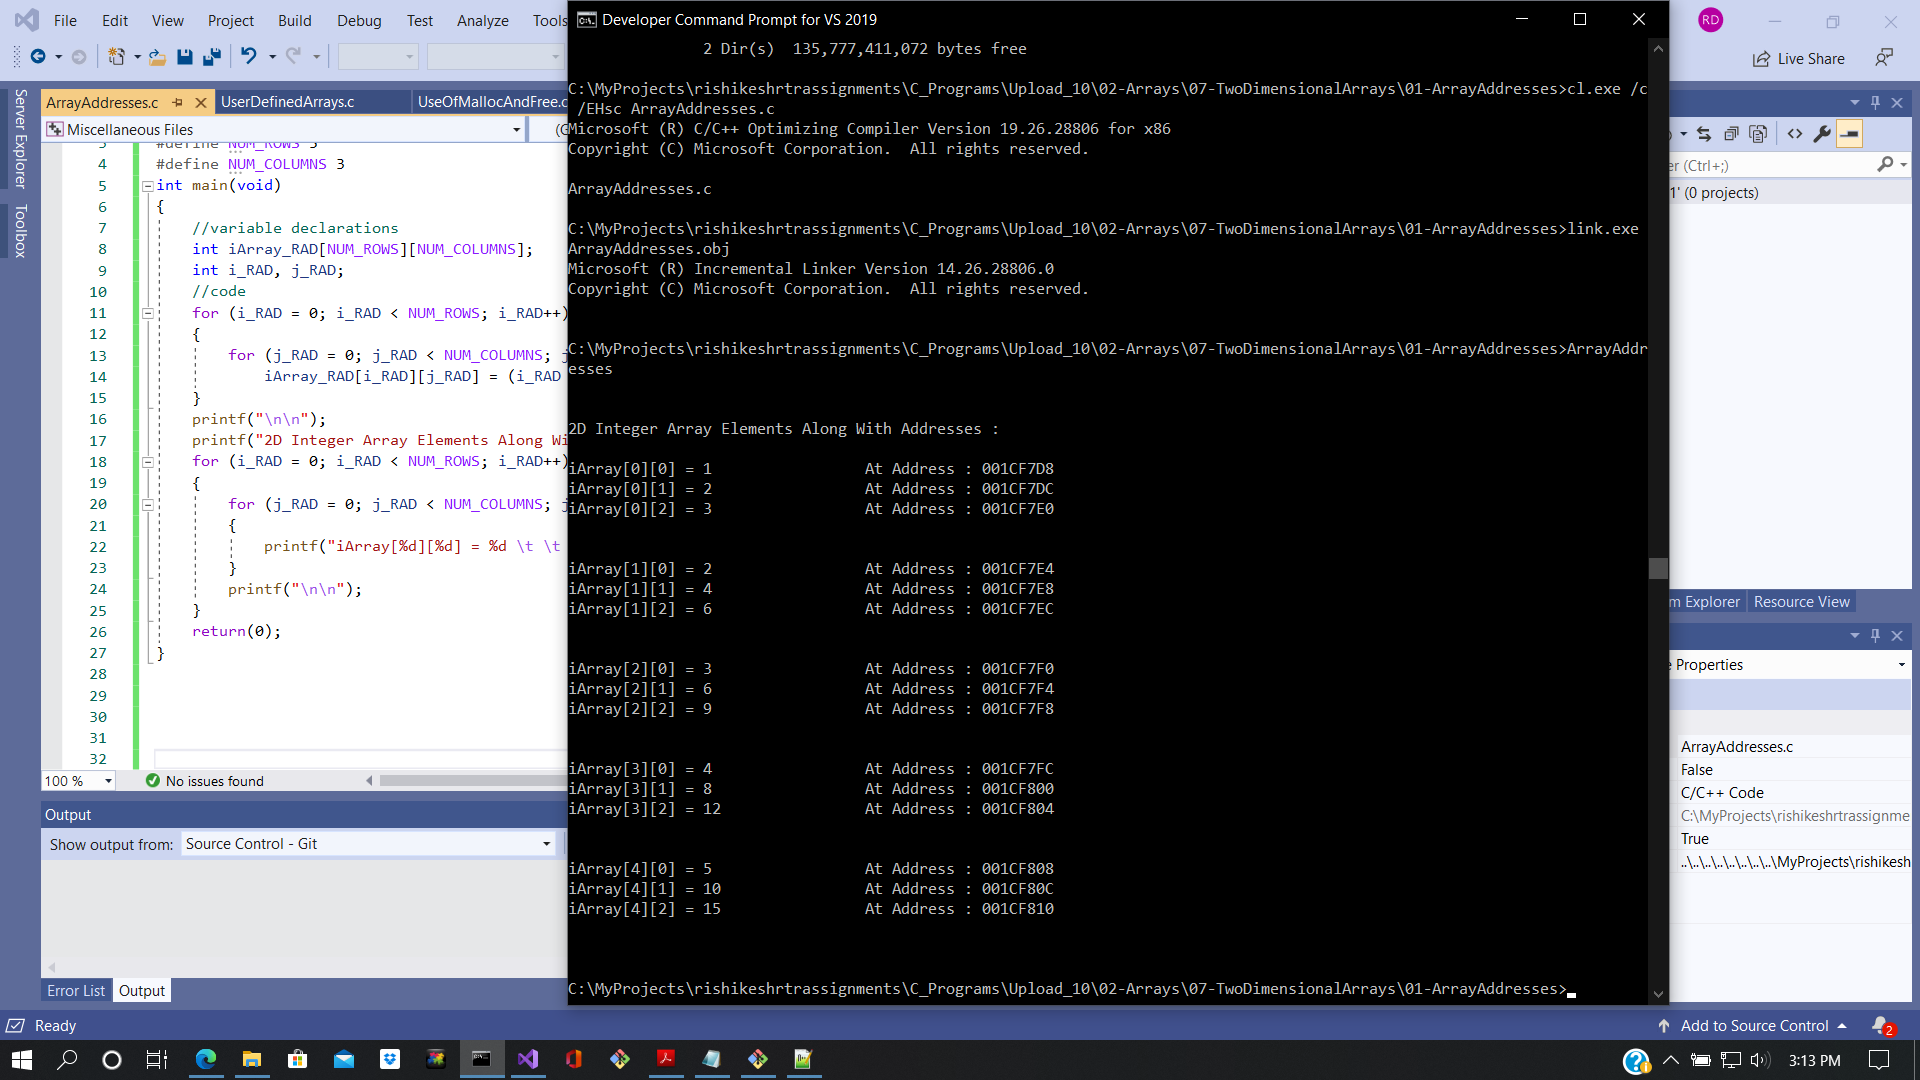 File Edit View Project Build Debug Test Analyze Tools
RD
Live Share
Server Explorer
Toolbox
ArrayAddresses.c
UserDefinedArrays.c
UseOfMallocAndFree.c
Miscellaneous Files
3 #define NUM_ROWS 5
4 #define NUM_COLUMNS 3
5 int main(void)
6 {
7 //variable declarations
8 int iArray_RAD[NUM_ROWS][NUM_COLUMNS];
9 int i_RAD, j_RAD;
10 //code
11 for (i_RAD = 0; i_RAD < NUM_ROWS; i_RAD++)
12 {
13 for (j_RAD = 0; j_RAD < NUM_COLUMNS; j
14 iArray_RAD[i_RAD][j_RAD] = (i_RAD
15 }
16 printf("\n\n");
17 printf("2D Integer Array Elements Along Wi
18 for (i_RAD = 0; i_RAD < NUM_ROWS; i_RAD++)
19 {
20 for (j_RAD = 0; j_RAD < NUM_COLUMNS; j
21 {
22 printf("iArray[%d][%d] = %d \t \t
23 }
24 printf("\n\n");
25 }
26 return(0);
27 }
28
29
30
31
32
100 %
No issues found
Output
Show output from: Source Control - Git
Error List Output
Ready
Developer Command Prompt for VS 2019
2 Dir(s) 135,777,411,072 bytes free
C:\MyProjects\rishikeshrtrassignments\C_Programs\Upload_10\02-Arrays\07-TwoDimensionalArrays\01-ArrayAddresses>cl.exe /c
/EHsc ArrayAddresses.c
Microsoft (R) C/C++ Optimizing Compiler Version 19.26.28806 for x86
Copyright (C) Microsoft Corporation. All rights reserved.
ArrayAddresses.c
C:\MyProjects\rishikeshrtrassignments\C_Programs\Upload_10\02-Arrays\07-TwoDimensionalArrays\01-ArrayAddresses>link.exe
ArrayAddresses.obj
Microsoft (R) Incremental Linker Version 14.26.28806.0
Copyright (C) Microsoft Corporation. All rights reserved.
C:\MyProjects\rishikeshrtrassignments\C_Programs\Upload_10\02-Arrays\07-TwoDimensionalArrays\01-ArrayAddresses>ArrayAddr
esses
2D Integer Array Elements Along With Addresses :
iArray[0][0] = 1 At Address : 001CF7D8
iArray[0][1] = 2 At Address : 001CF7DC
iArray[0][2] = 3 At Address : 001CF7E0
iArray[1][0] = 2 At Address : 001CF7E4
iArray[1][1] = 4 At Address : 001CF7E8
iArray[1][2] = 6 At Address : 001CF7EC
iArray[2][0] = 3 At Address : 001CF7F0
iArray[2][1] = 6 At Address : 001CF7F4
iArray[2][2] = 9 At Address : 001CF7F8
iArray[3][0] = 4 At Address : 001CF7FC
iArray[3][1] = 8 At Address : 001CF800
iArray[3][2] = 12 At Address : 001CF804
iArray[4][0] = 5 At Address : 001CF808
iArray[4][1] = 10 At Address : 001CF80C
iArray[4][2] = 15 At Address : 001CF810
C:\MyProjects\rishikeshrtrassignments\C_Programs\Upload_10\02-Arrays\07-TwoDimensionalArrays\01-ArrayAddresses>
er (Ctrl+;)
1' (0 projects)
m Explorer Resource View
e Properties
ArrayAddresses.c
False
C/C++ Code
C:\MyProjects\rishikeshrtrassignme
True
..\..\..\..\..\..\..\MyProjects\rishikesh
Add to Source Control
2
3:13 PM